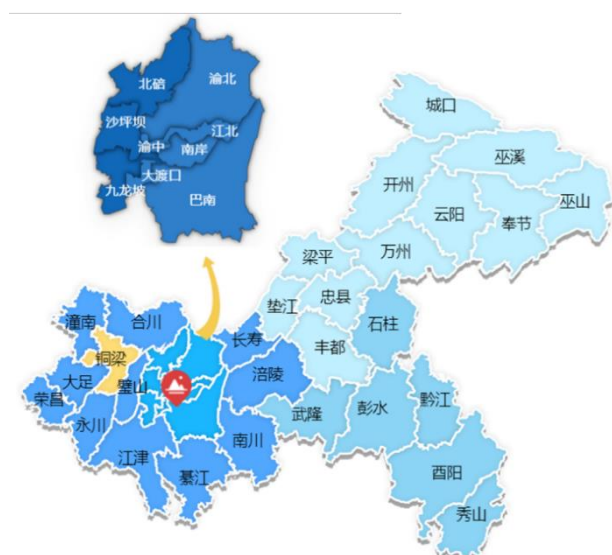 北碚
渝北
沙坪坝
江北
渝中
南岸
大渡口
九龙坡
巴南
城口
巫溪
开州
巫山
云阳
奉节
万州
梁平
忠县
垫江
石柱
丰都
潼南
合川
长寿
铜梁
涪陵
大足
璧山
荣昌
武隆
彭水
黔江
永川
南川
江津
綦江
酉阳
秀山